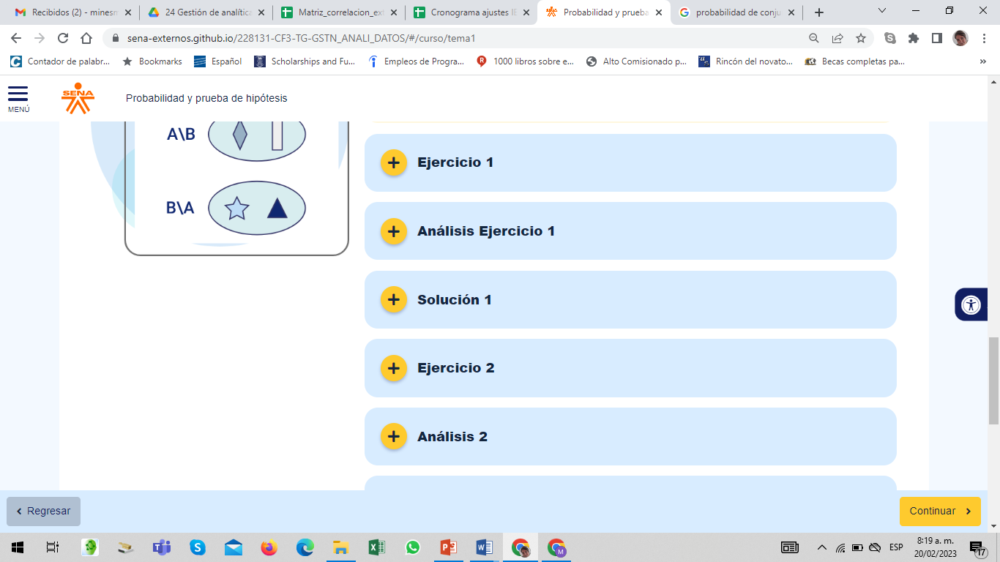 Recibidos (2) - minesm
24 Gestión de analítica
Matriz_correlacion_ext
Cronograma ajustes IE
Probabilidad y prueba
probabilidad de conju
sena-externos.github.io/228131-CF3-TG-GSTN_ANALI_DATOS/#/curso/tema1
Contador de palabr...
Bookmarks
Español
Scholarships and Fu...
Empleos de Progra...
1000 libros sobre e...
Alto Comisionado p...
Rincón del novato...
Becas completas pa...
»
MENÚ
SENA
Probabilidad y prueba de hipótesis
A\B
B\A
Ejercicio 1
Análisis Ejercicio 1
Solución 1
Ejercicio 2
Análisis 2
Regresar
Continuar
ESP
8:19 a. m.
20/02/2023
17